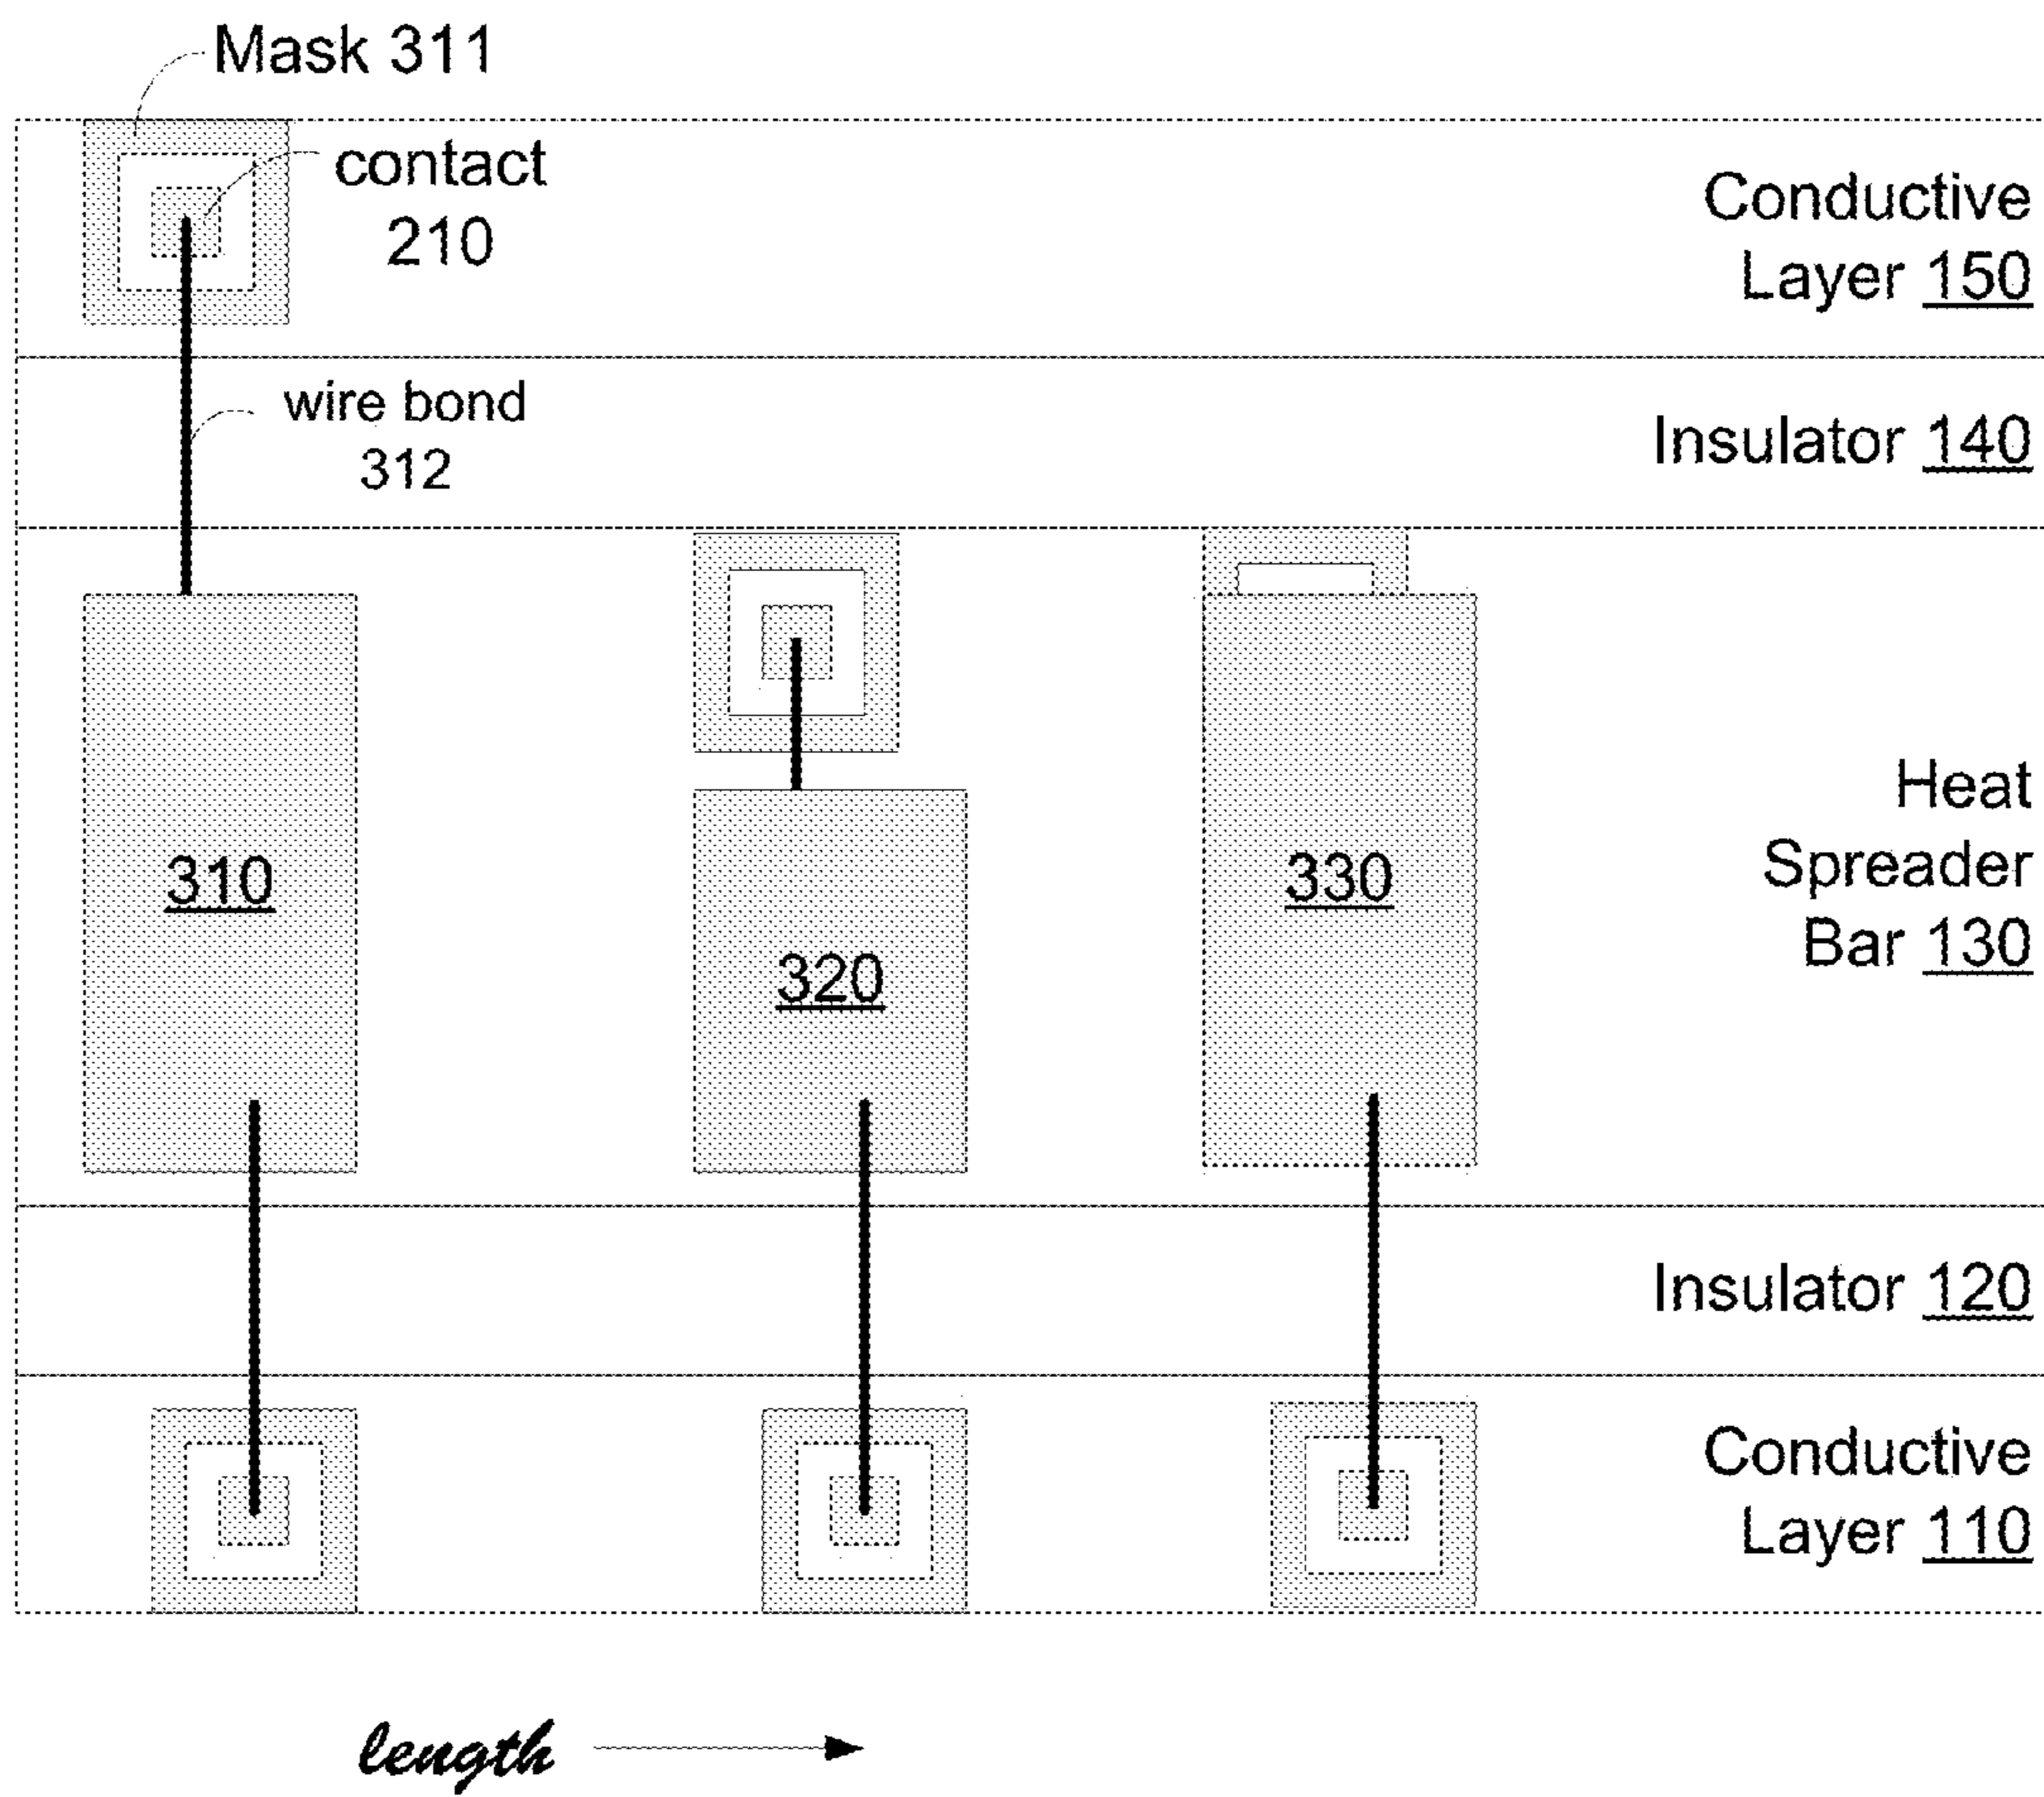 Mask 311
contact
210
Conductive
Layer 150
wire bond
312
Insulator 140
Heat
Spreader
Bar 130
310
320
330
Insulator 120
Conductive
Layer 110
length